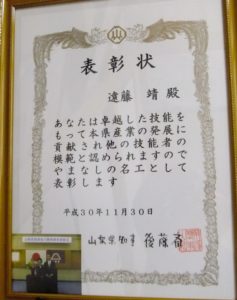 山
表彰状
遠藤 靖 殿
あなたは卓越した技能を
もって本県産業の発展に
貢献され他の技能者の
模範と認められますので
やまなしの名工として
表彰します
平成30年11月30日
山梨県知事 後藤斎